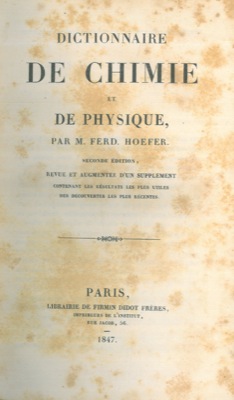 DICTIONNAIRE
DE CHIMIE
ET
DE PHYSIQUE,
PAR M. FERD. HOEFER.
SECONDE ÉDITION,
REVUE ET AUGMENTÉE D'UN SUPPLÉMENT
CONTENANT LES RÉSULTATS LES PLUS UTILES
DES DÉCOUVERTES LES PLUS RÉCENTES.
PARIS,
LIBRAIRIE DE FIRMIN DIDOT FRÈRES,
IMPRIMEURS DE L'INSTITUT,
RUE JACOB, 56.
1847.